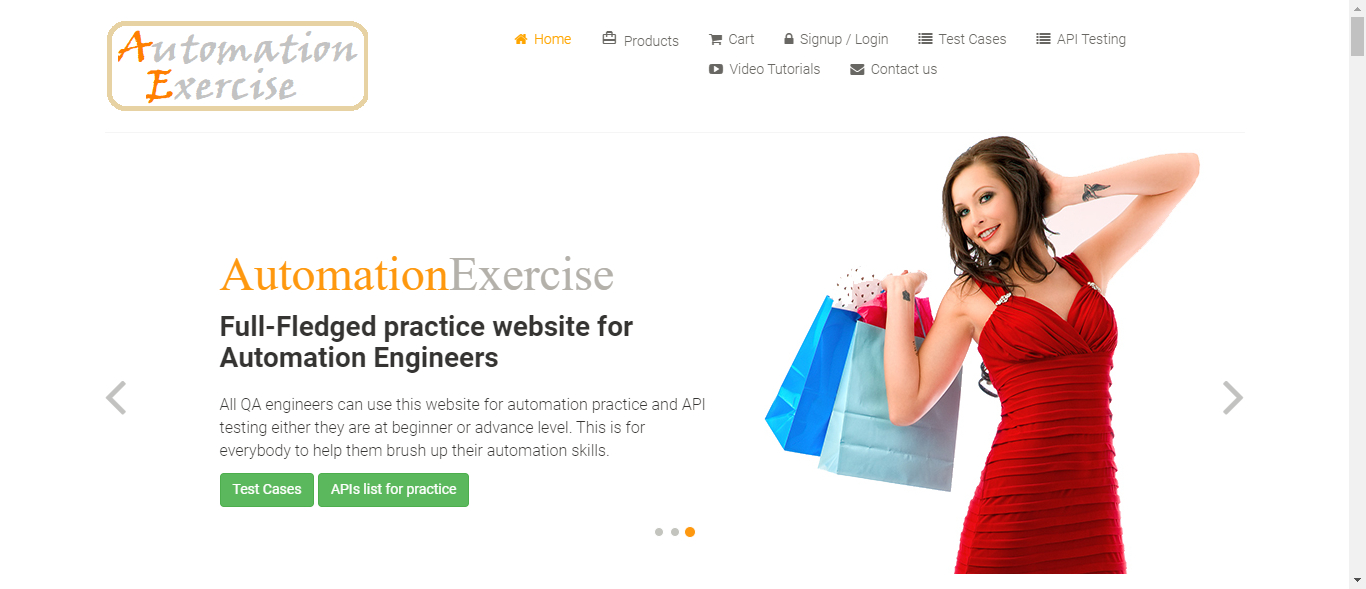 Automation
Exercise
Home Products Cart Signup / Login Test Cases API Testing
Video Tutorials Contact us
AutomationExercise
Full-Fledged practice website for
Automation Engineers
All QA engineers can use this website for automation practice and API
testing either they are at beginner or advance level. This is for
everybody to help them brush up their automation skills.
Test Cases APIs list for practice